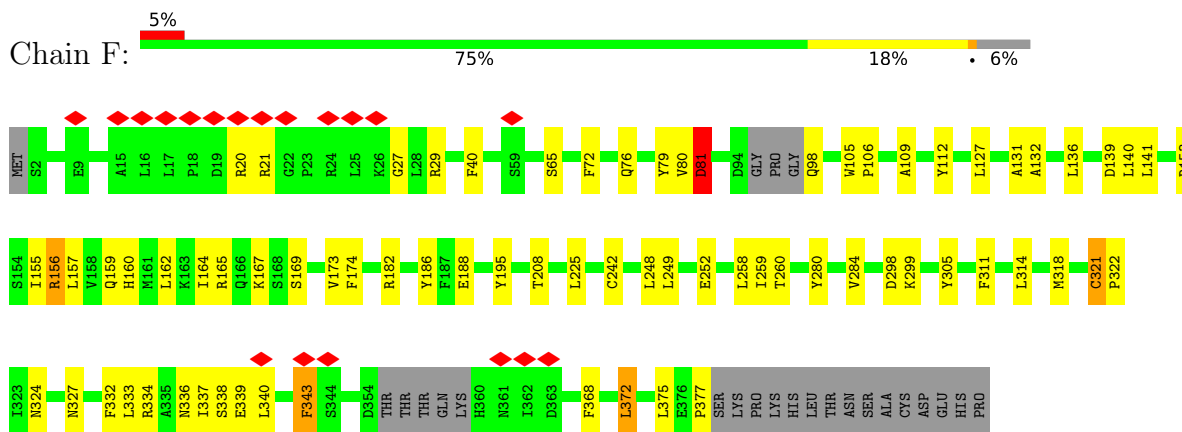 5%
Chain F:
75% 18% • 6%
MET S2 E9 A15 L16 L17 P18 D19 R20 R21 G22 P23 R24 L25 K26 G27 L28 R29 F40 S59 S65 F72 Q76 Y79 V80 D81 D94 GLY PRO GLY Q98 W105 P106 A109 Y112 L127 A131 A132 L136 D139 L140 L141
S154 I155 R156 L157 V158 Q159 H160 M161 L162 K163 I164 R165 Q166 K167 S168 S169 V173 F174 R182 Y186 F187 E188 Y195 T208 L225 C242 L248 L249 E252 L258 I259 T260 Y280 V284 D298 K299 Y305 F311 L314 M318 C321 P322
I323 N324 N327 F332 L333 R334 A335 N336 I337 S338 E339 L340 F343 S344 D354 THR THR THR GLN LYS H360 N361 I362 D363 F368 L372 L375 E376 P377 SER LYS PRO LYS HIS LEU THR ASN SER ALA CYS ASP GLU HIS PRO